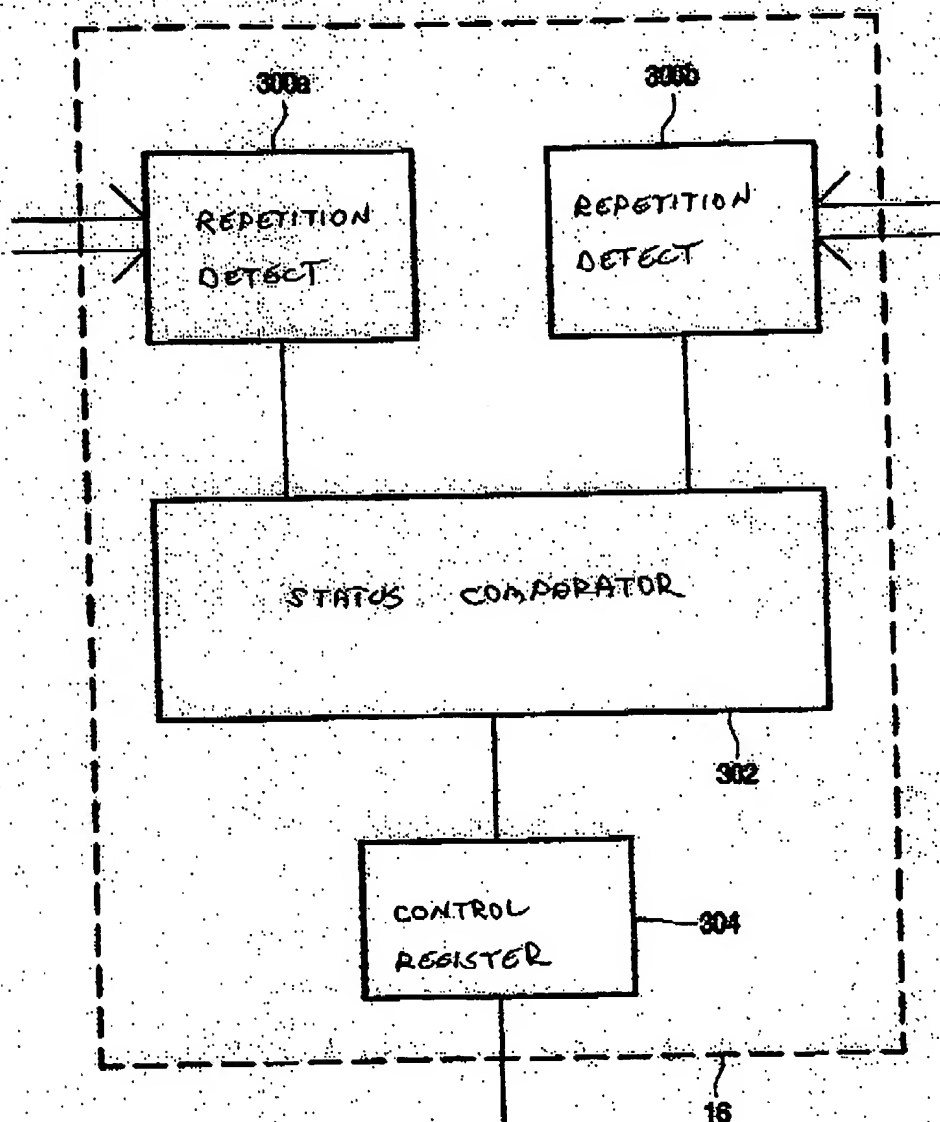 300a
300b
REPETITION
DETECT
REPETITION
DETECT
STATUS COMPARATOR
302
CONTROL
REGISTER
304
16